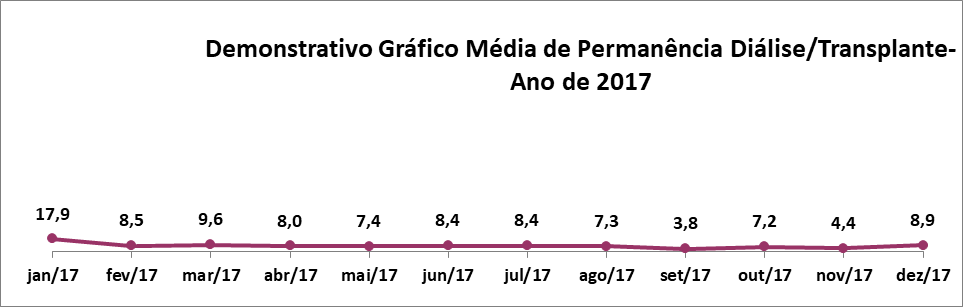 Demonstrativo Gráfico Média de Permanência Diálise/Transplante-
Ano de 2017
17,9 8,5 9,6 8,0 7,4 8,4 8,4 7,3 3,8 7,2 4,4 8,9
jan/17 fev/17 mar/17 abr/17 mai/17 jun/17 jul/17 ago/17 set/17 out/17 nov/17 dez/17